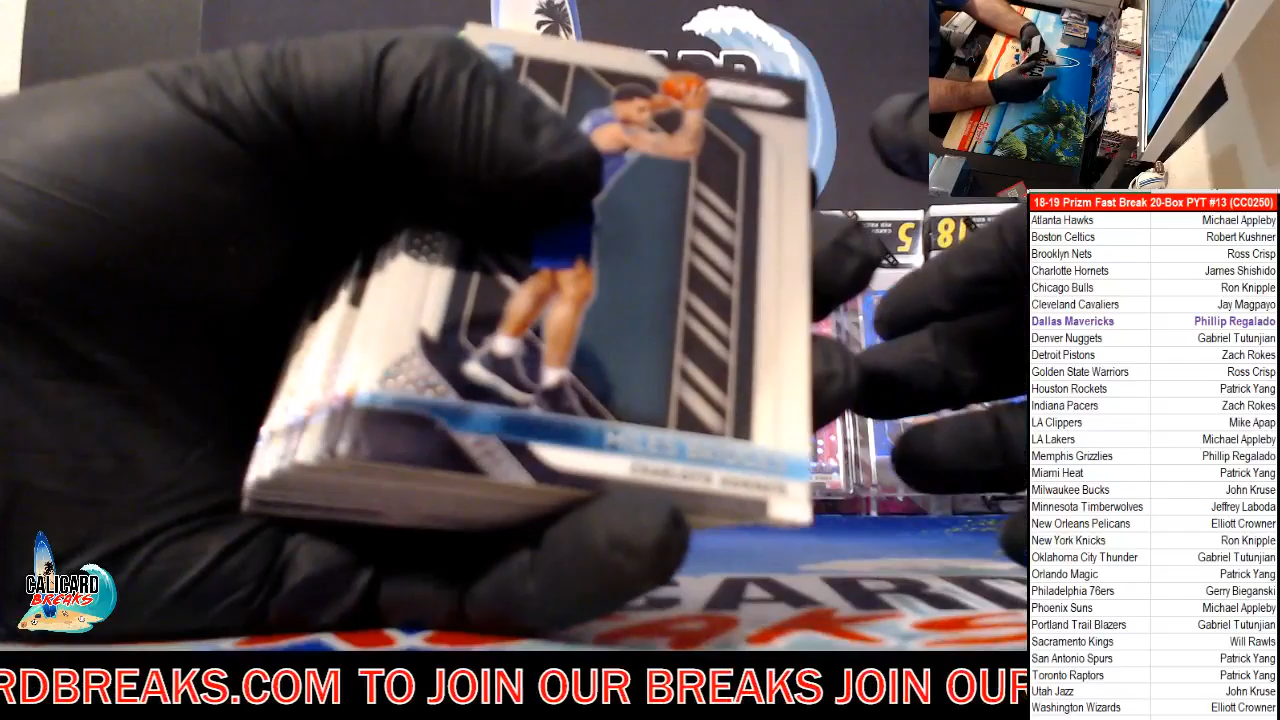 5
18
MILES BRIDGES
CHARLOTTE HORNETS
CARD
CALICARD
BREAKS
RDBREAKS.COM TO JOIN OUR BREAKS JOIN OUR
18-19 Prizm Fast Break 20-Box PYT #13 (CC0250)
Atlanta Hawks Michael Appleby
Boston Celtics Robert Kushner
Brooklyn Nets Ross Crisp
Charlotte Hornets James Shishido
Chicago Bulls Ron Knipple
Cleveland Cavaliers Jay Magpayo
Dallas Mavericks Phillip Regalado
Denver Nuggets Gabriel Tutunjian
Detroit Pistons Zach Rokes
Golden State Warriors Ross Crisp
Houston Rockets Patrick Yang
Indiana Pacers Zach Rokes
LA Clippers Mike Apap
LA Lakers Michael Appleby
Memphis Grizzlies Phillip Regalado
Miami Heat Patrick Yang
Milwaukee Bucks John Kruse
Minnesota Timberwolves Jeffrey Laboda
New Orleans Pelicans Elliott Crowner
New York Knicks Ron Knipple
Oklahoma City Thunder Gabriel Tutunjian
Orlando Magic Patrick Yang
Philadelphia 76ers Gerry Bieganski
Phoenix Suns Michael Appleby
Portland Trail Blazers Gabriel Tutunjian
Sacramento Kings Will Rawls
San Antonio Spurs Patrick Yang
Toronto Raptors Patrick Yang
Utah Jazz John Kruse
Washington Wizards Elliott Crowner